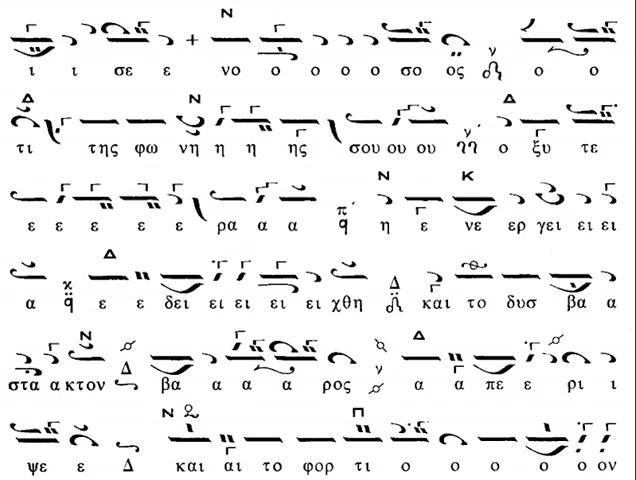 ι ι σε ε νο ο ο ο ο σο ος ο ο
τι της φω νη η η ης σου ου ου ο ξυ τε
ε ε ε ε ε ρα α α η ε νε ερ γει ει ει
α ε ε δει ει ει ει ει χθη και το δυσ βα α
στα α κτον βα α α α ρος α α πε ε ρι ι
ψε ε Δ και αι το φορ τι ο ο ο ο ο ον